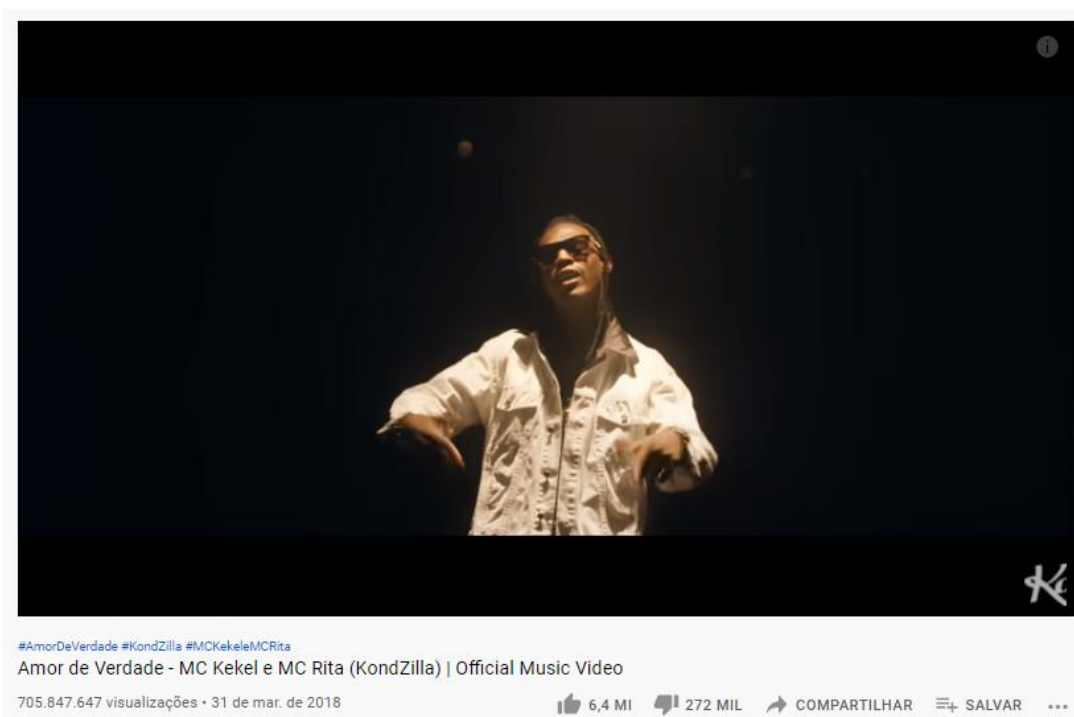 #AmorDeVerdade #KondZilla #MCKekeleMCRita
Amor de Verdade - MC Kekel e MC Rita (KondZilla) | Official Music Video
705.847.647 visualizações • 31 de mar. de 2018 6,4 MI 272 MIL COMPARTILHAR SALVAR